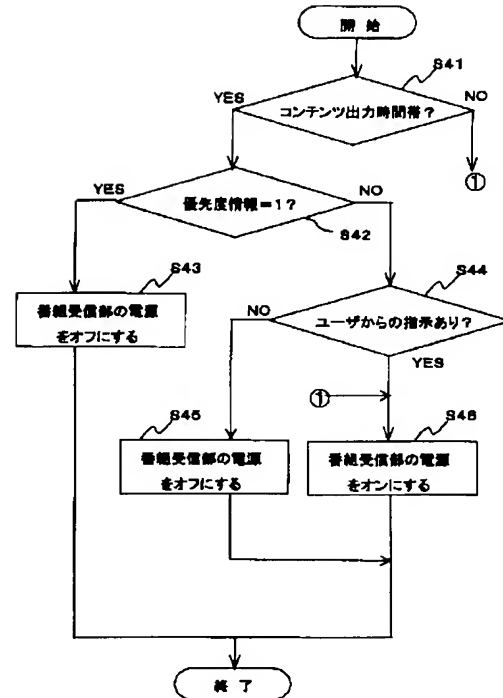 開 始
S41
YES
コンテンツ出力時間帯?
NO
①
YES
優先度情報=1?
NO
S42
S43
番組受信部の電源
をオフにする
S44
NO
ユーザからの指示あり?
YES
①
S45
番組受信部の電源
をオフにする
S46
番組受信部の電源
をオンにする
終 了